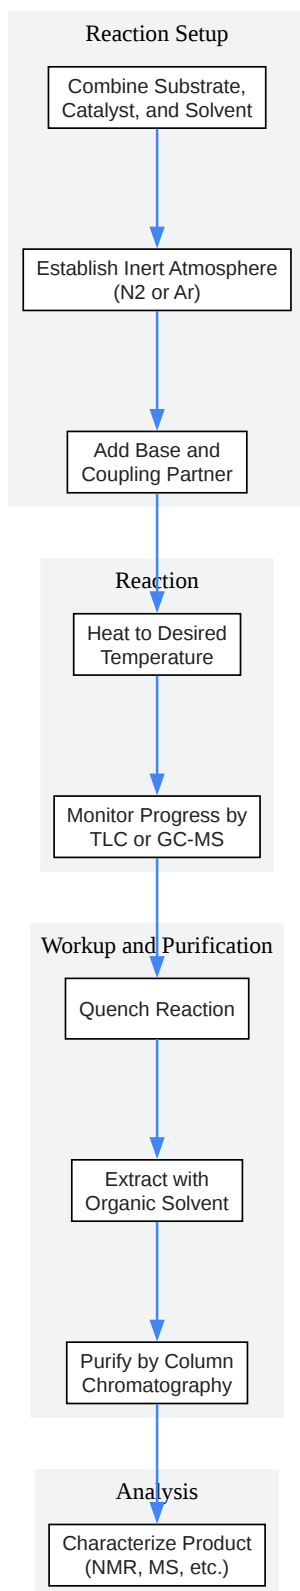 Reaction Setup
Combine Substrate,
Catalyst, and Solvent
Establish Inert Atmosphere
(N2 or Ar)
Add Base and
Coupling Partner
Reaction
Heat to Desired
Temperature
Monitor Progress by
TLC or GC-MS
Workup and Purification
Quench Reaction
Extract with
Organic Solvent
Purify by Column
Chromatography
Analysis
Characterize Product
(NMR, MS, etc.)